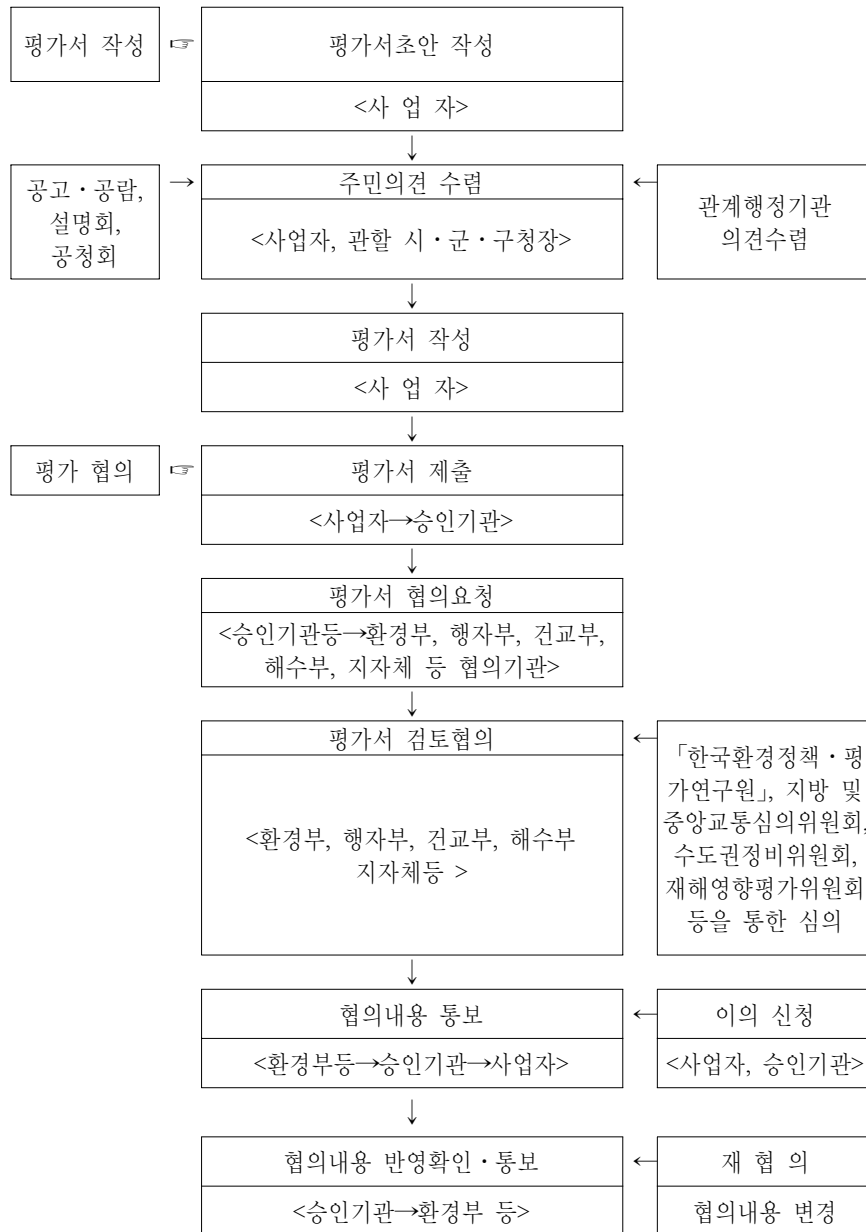 평가서 작성 ☞ 평가서초안 작성
<사 업 자>
↓
공고・공람,
설명회,
공청회
→
주민의견 수렴
<사업자, 관할 시・군・구청장>
←
관계행정기관
의견수렴
↓
평가서 작성
<사 업 자>
↓
평가 협의 ☞ 평가서 제출
<사업자→승인기관>
↓
평가서 협의요청
<승인기관등→환경부, 행자부, 건교부,
해수부, 지자체 등 협의기관>
↓
평가서 검토협의
<환경부, 행자부, 건교부, 해수부
지자체등 >
←
「한국환경정책・평
가연구원」, 지방 및
중앙교통심의위원회,
수도권정비위원회,
재해영향평가위원회
등을 통한 심의
↓
협의내용 통보 ← 이의 신청
<환경부등→승인기관→사업자> <사업자, 승인기관>
↓
협의내용 반영확인・통보 ← 재 협 의
<승인기관→환경부 등> 협의내용 변경